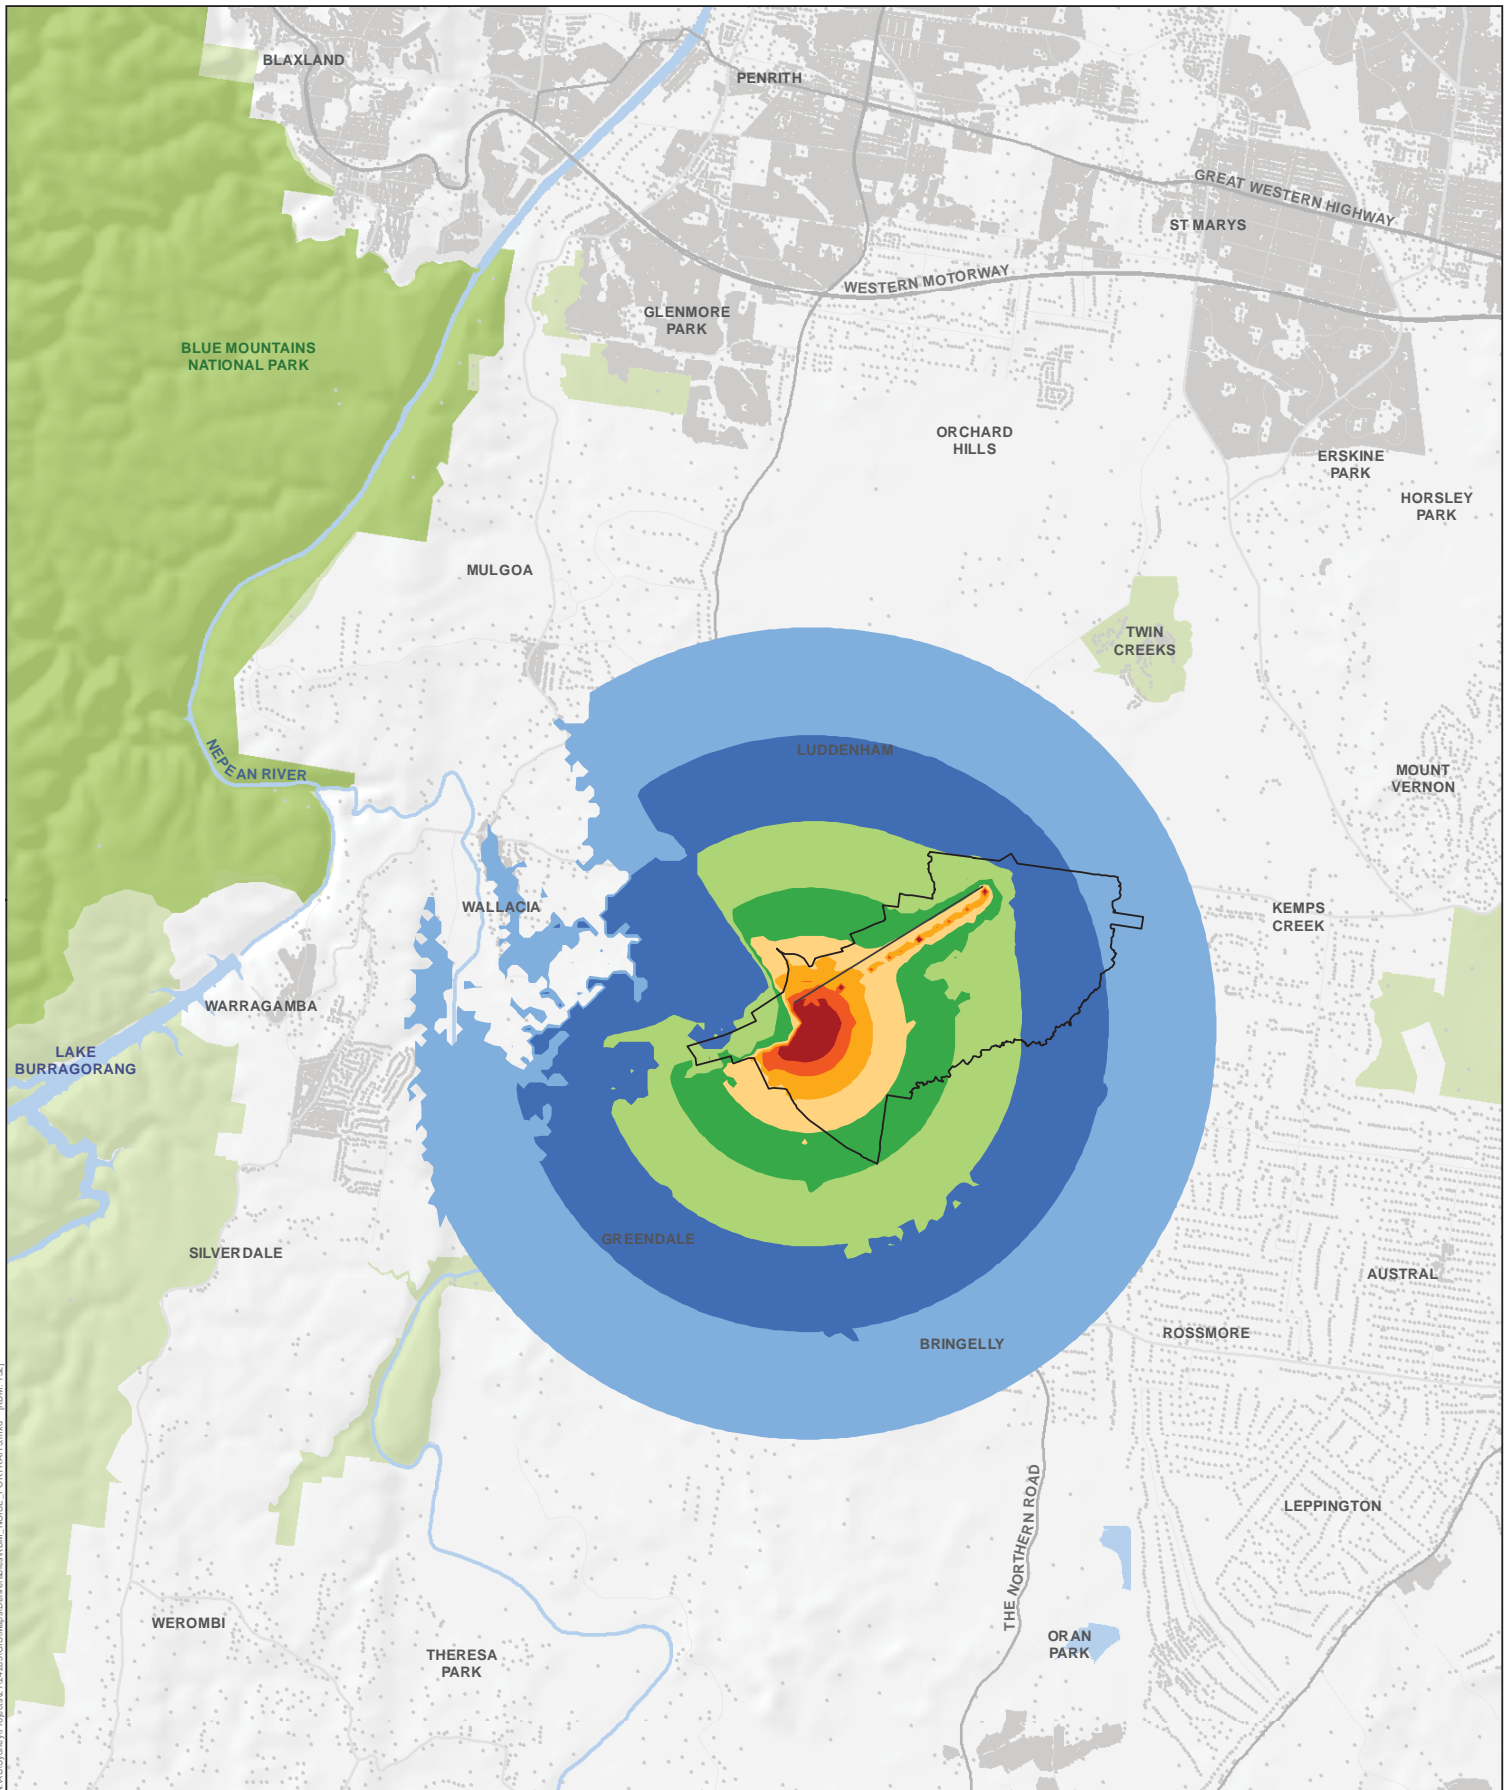 BLAXLAND
PENRITH
GREAT WESTERN HIGHWAY
ST MARYS
WESTERN MOTORWAY
GLENMORE
PARK
BLUE MOUNTAINS
NATIONAL PARK
ORCHARD
HILLS
ERSKINE
PARK
HORSLEY
PARK
MULGOA
TWIN
CREEKS
LUDDENHAM
NEPEAN RIVER
MOUNT
VERNON
WALLACIA
KEMPS
CREEK
WARRAGAMBA
LAKE
BURRAGORANG
GREENDALE
SILVERDALE
AUSTRAL
ROSSMORE
BRINGELLY
THE NORTHERN ROAD
LEPPINGTON
WEROMBI
ORAN
PARK
THERESA
PARK